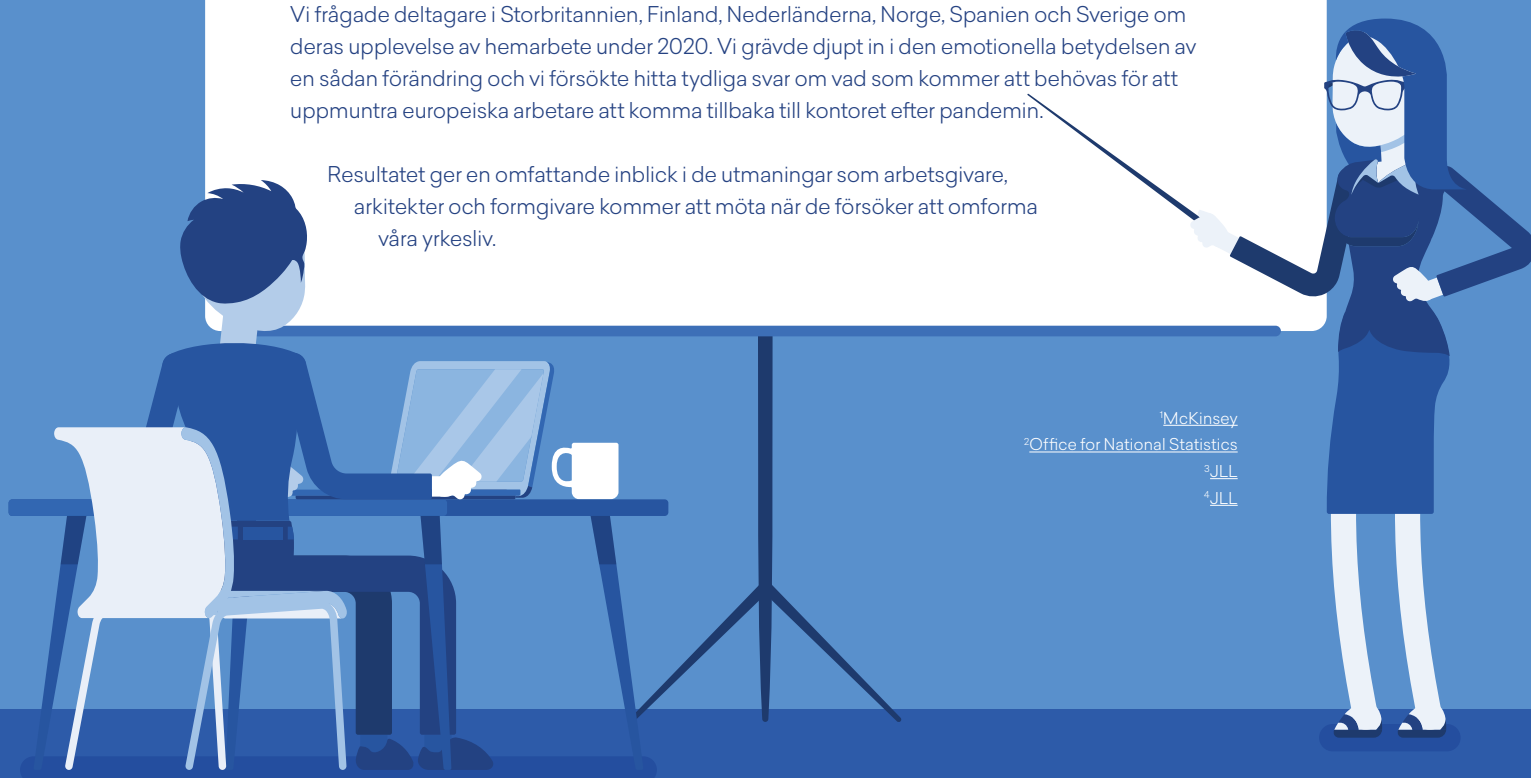 Vi frågade deltagare i Storbritannien, Finland, Nederländerna, Norge, Spanien och Sverige om
deras upplevelse av hemarbete under 2020. Vi grävde djupt in i den emotionella betydelsen av
en sådan förändring och vi försökte hitta tydliga svar om vad som kommer att behövas för att
uppmuntra europeiska arbetare att komma tillbaka till kontoret efter pandemin.
Resultatet ger en omfattande inblick i de utmaningar som arbetsgivare,
arkitekter och formgivare kommer att möta när de försöker att omforma
våra yrkesliv.
¹McKinsey
²Office for National Statistics
³JLL
⁴JLL